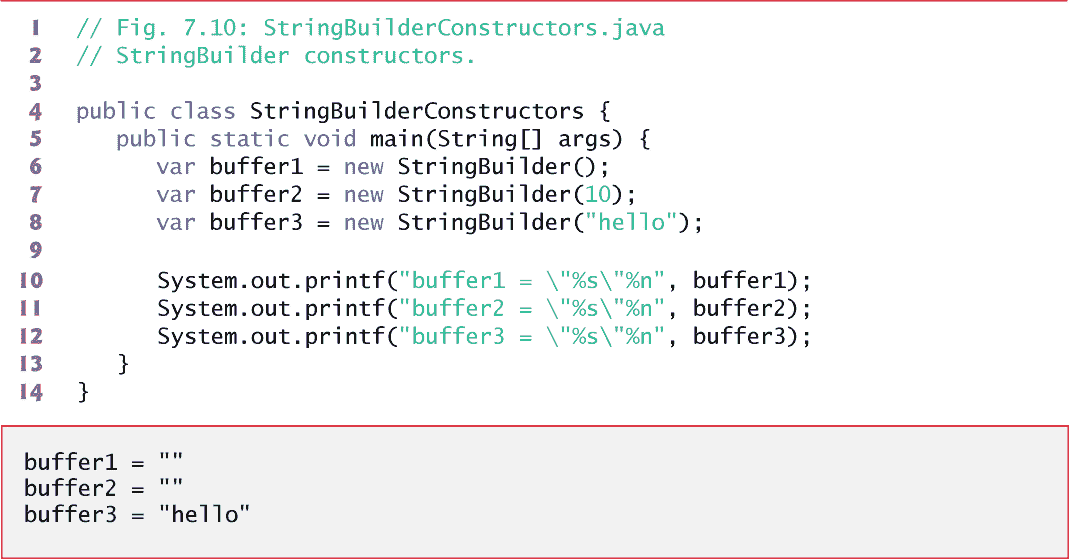 1 // Fig. 7.10: StringBuilderConstructors.java
2 // StringBuilder constructors.
3
4 public class StringBuilderConstructors {
5 public static void main(String[] args) {
6 var buffer1 = new StringBuilder();
7 var buffer2 = new StringBuilder(10);
8 var buffer3 = new StringBuilder("hello");
9
10 System.out.printf("buffer1 = \"%s\"%n", buffer1);
11 System.out.printf("buffer2 = \"%s\"%n", buffer2);
12 System.out.printf("buffer3 = \"%s\"%n", buffer3);
13 }
14 }
buffer1 = ""
buffer2 = ""
buffer3 = "hello"